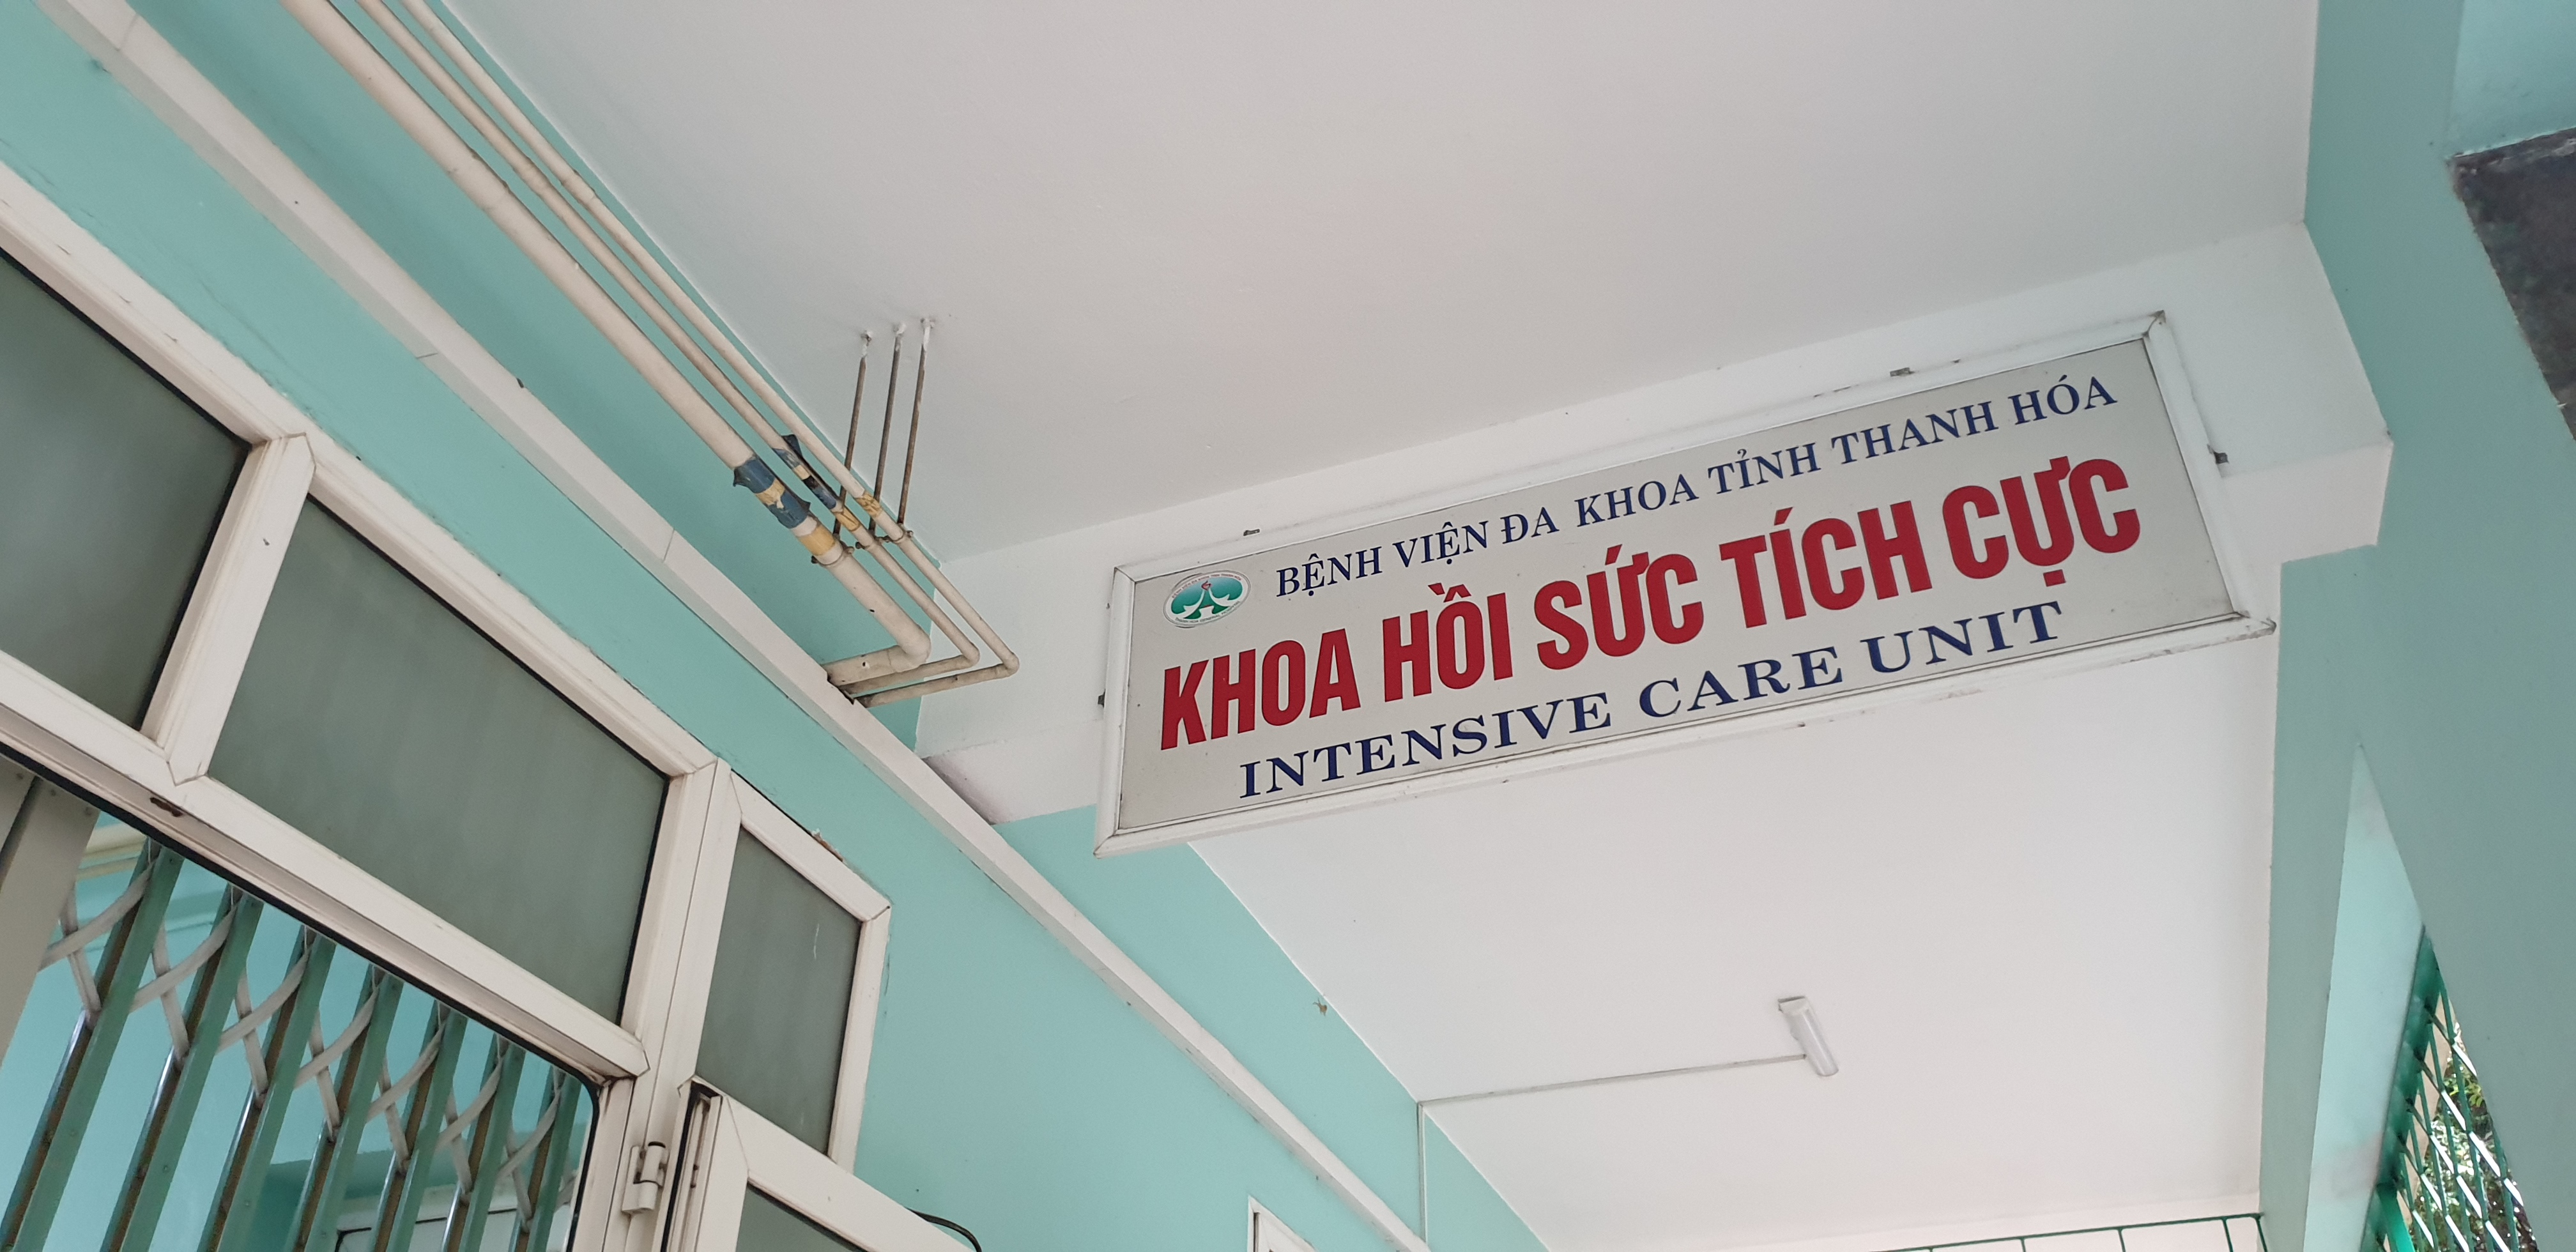 BỆNH VIỆN ĐA KHOA TỈNH THANH HÓA
KHOA HỒI SỨC TÍCH CỰC
INTENSIVE CARE UNIT